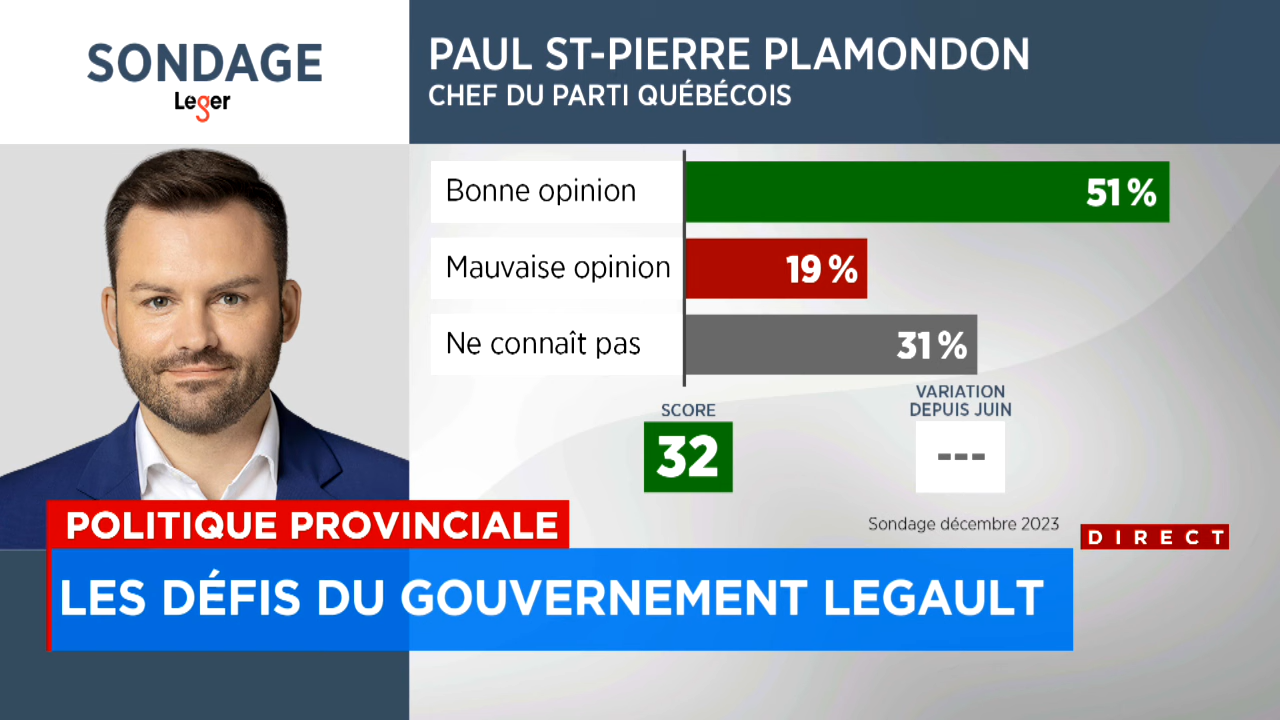 SONDAGE
Leger
PAUL ST-PIERRE PLAMONDON
CHEF DU PARTI QUÉBÉCOIS
Bonne opinion 51 %
Mauvaise opinion 19 %
Ne connaît pas 31 %
SCORE
32
VARIATION
DEPUIS JUIN
---
Sondage décembre 2023
DIRECT
POLITIQUE PROVINCIALE
LES DÉFIS DU GOUVERNEMENT LEGAULT